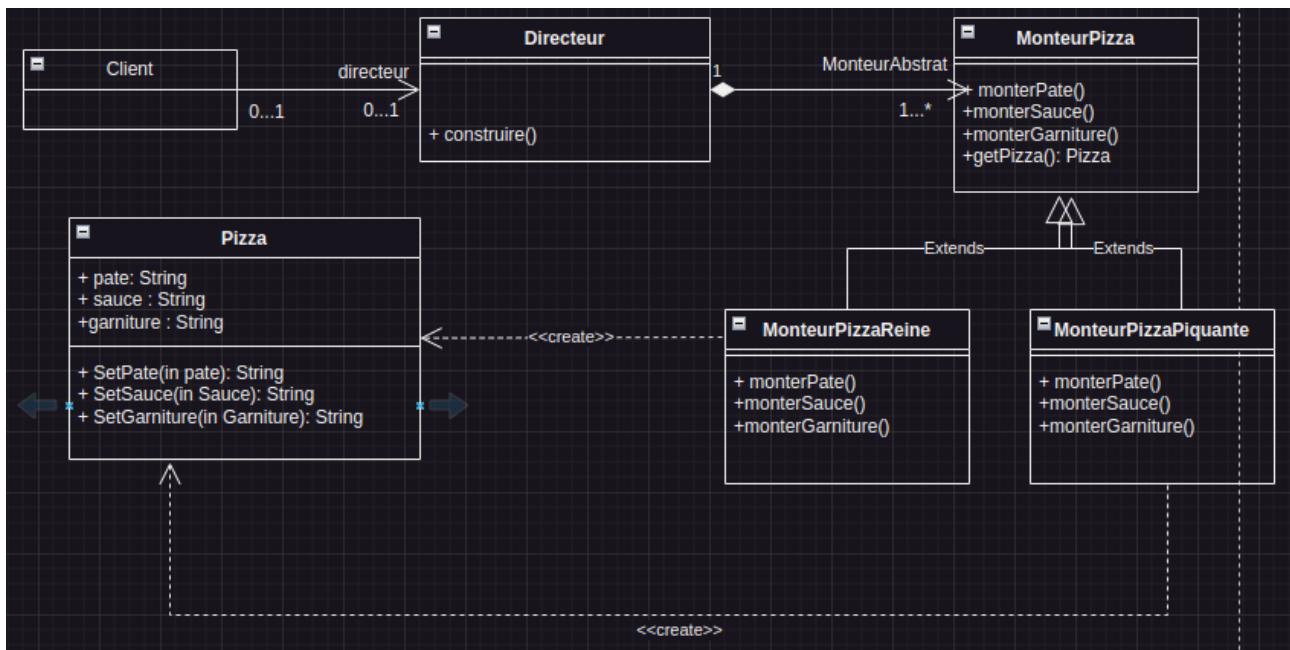 Client
directeur
0...1
0...1
Directeur
+ construire()
1
MonteurAbstrat
1...*
MonteurPizza
+ monterPate()
+monterSauce()
+monterGarniture()
+getPizza(): Pizza
Pizza
+ pate: String
+ sauce : String
+garniture : String
+ SetPate(in pate): String
+ SetSauce(in Sauce): String
+ SetGarniture(in Garniture): String
Extends
Extends
<<create>>
MonteurPizzaReine
+ monterPate()
+monterSauce()
+monterGarniture()
MonteurPizzaPiquante
+ monterPate()
+monterSauce()
+monterGarniture()
<<create>>